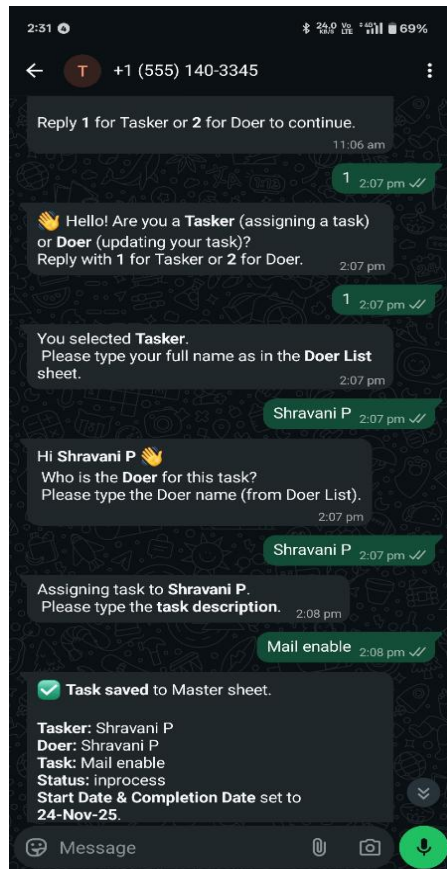 2:31
24.0 KB/S Vo LTE 4G 69%
T +1 (555) 140-3345
Reply 1 for Tasker or 2 for Doer to continue.
11:06 am
1 2:07 pm
👋 Hello! Are you a Tasker (assigning a task)
or Doer (updating your task)?
Reply with 1 for Tasker or 2 for Doer.
2:07 pm
1 2:07 pm
You selected Tasker.
Please type your full name as in the Doer List
sheet.
2:07 pm
Shravani P 2:07 pm
Hi Shravani P 👋
Who is the Doer for this task?
Please type the Doer name (from Doer List).
2:07 pm
Shravani P 2:07 pm
Assigning task to Shravani P.
Please type the task description. 2:08 pm
Mail enable 2:08 pm
✅ Task saved to Master sheet.
Tasker: Shravani P
Doer: Shravani P
Task: Mail enable
Status: inprocess
Start Date & Completion Date set to
24-Nov-25.
Message